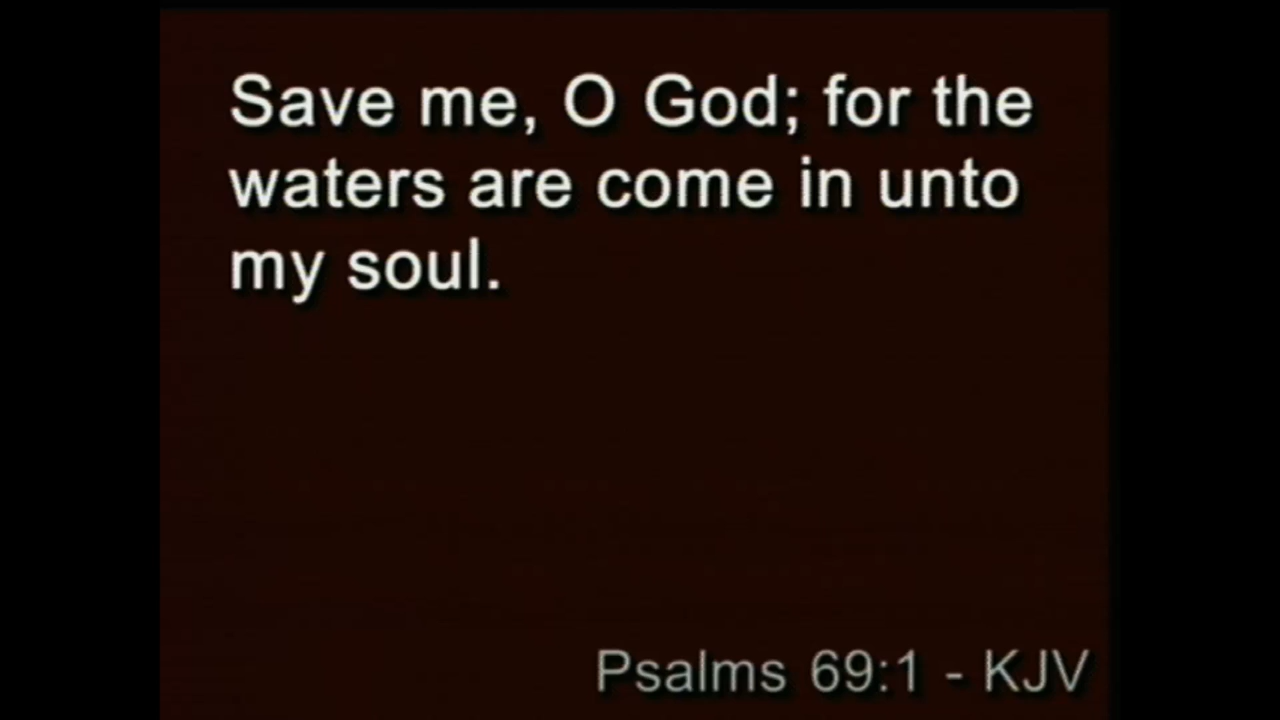 Save me, O God; for the
waters are come in unto
my soul.
Psalms 69:1 - KJV